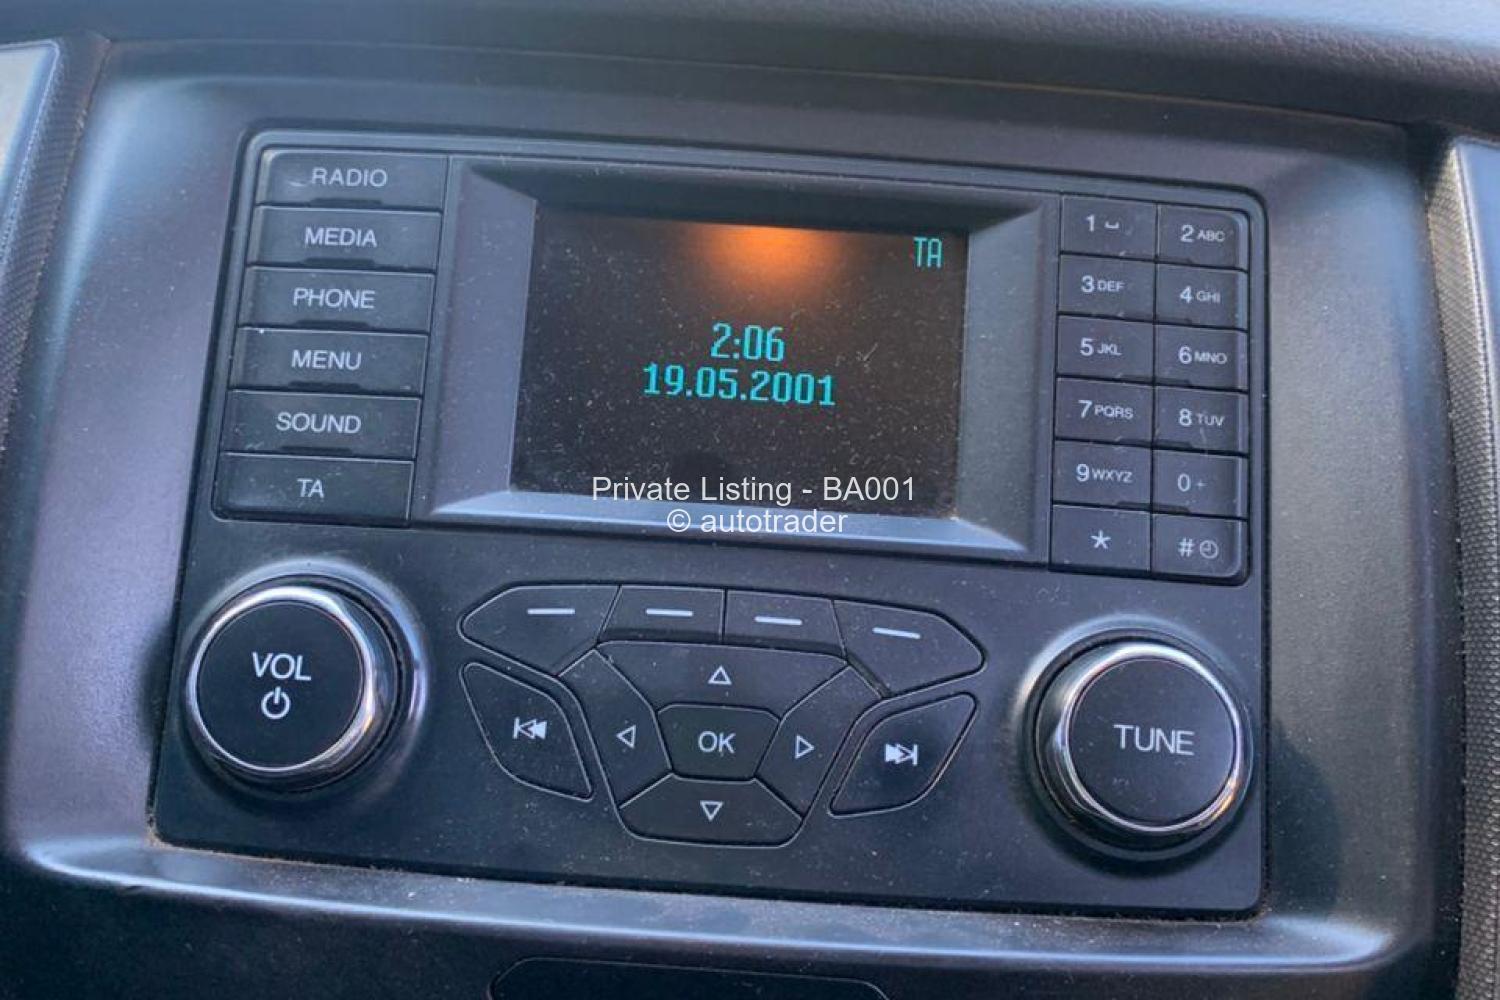 RADIO
MEDIA
PHONE
MENU
SOUND
TA
TA
2:06
19.05.2001
1
2 ABC
3 DEF
4 GHI
5 JKL
6 MNO
7 PQRS
8 TUV
9 WXYZ
0 +
*
#
Private Listing - BA001
© autotrader
VOL
OK
TUNE